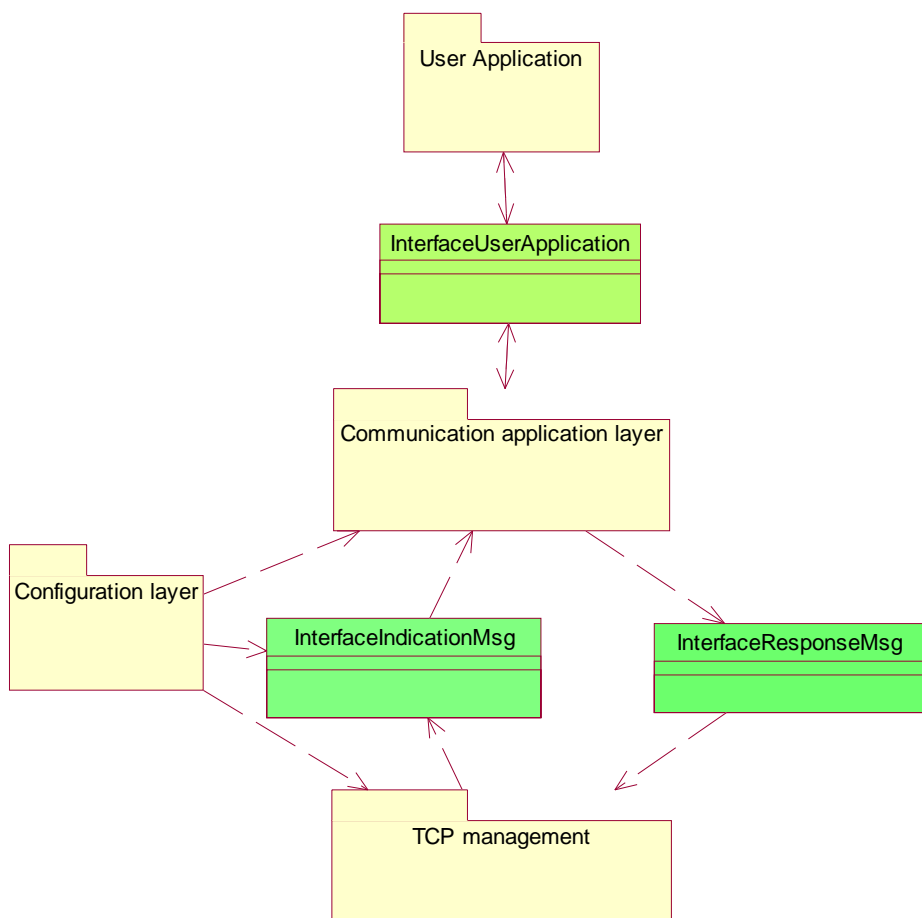 User Application
InterfaceUserApplication
Communication application layer
Configuration layer
InterfaceIndicationMsg
InterfaceResponseMsg
TCP management